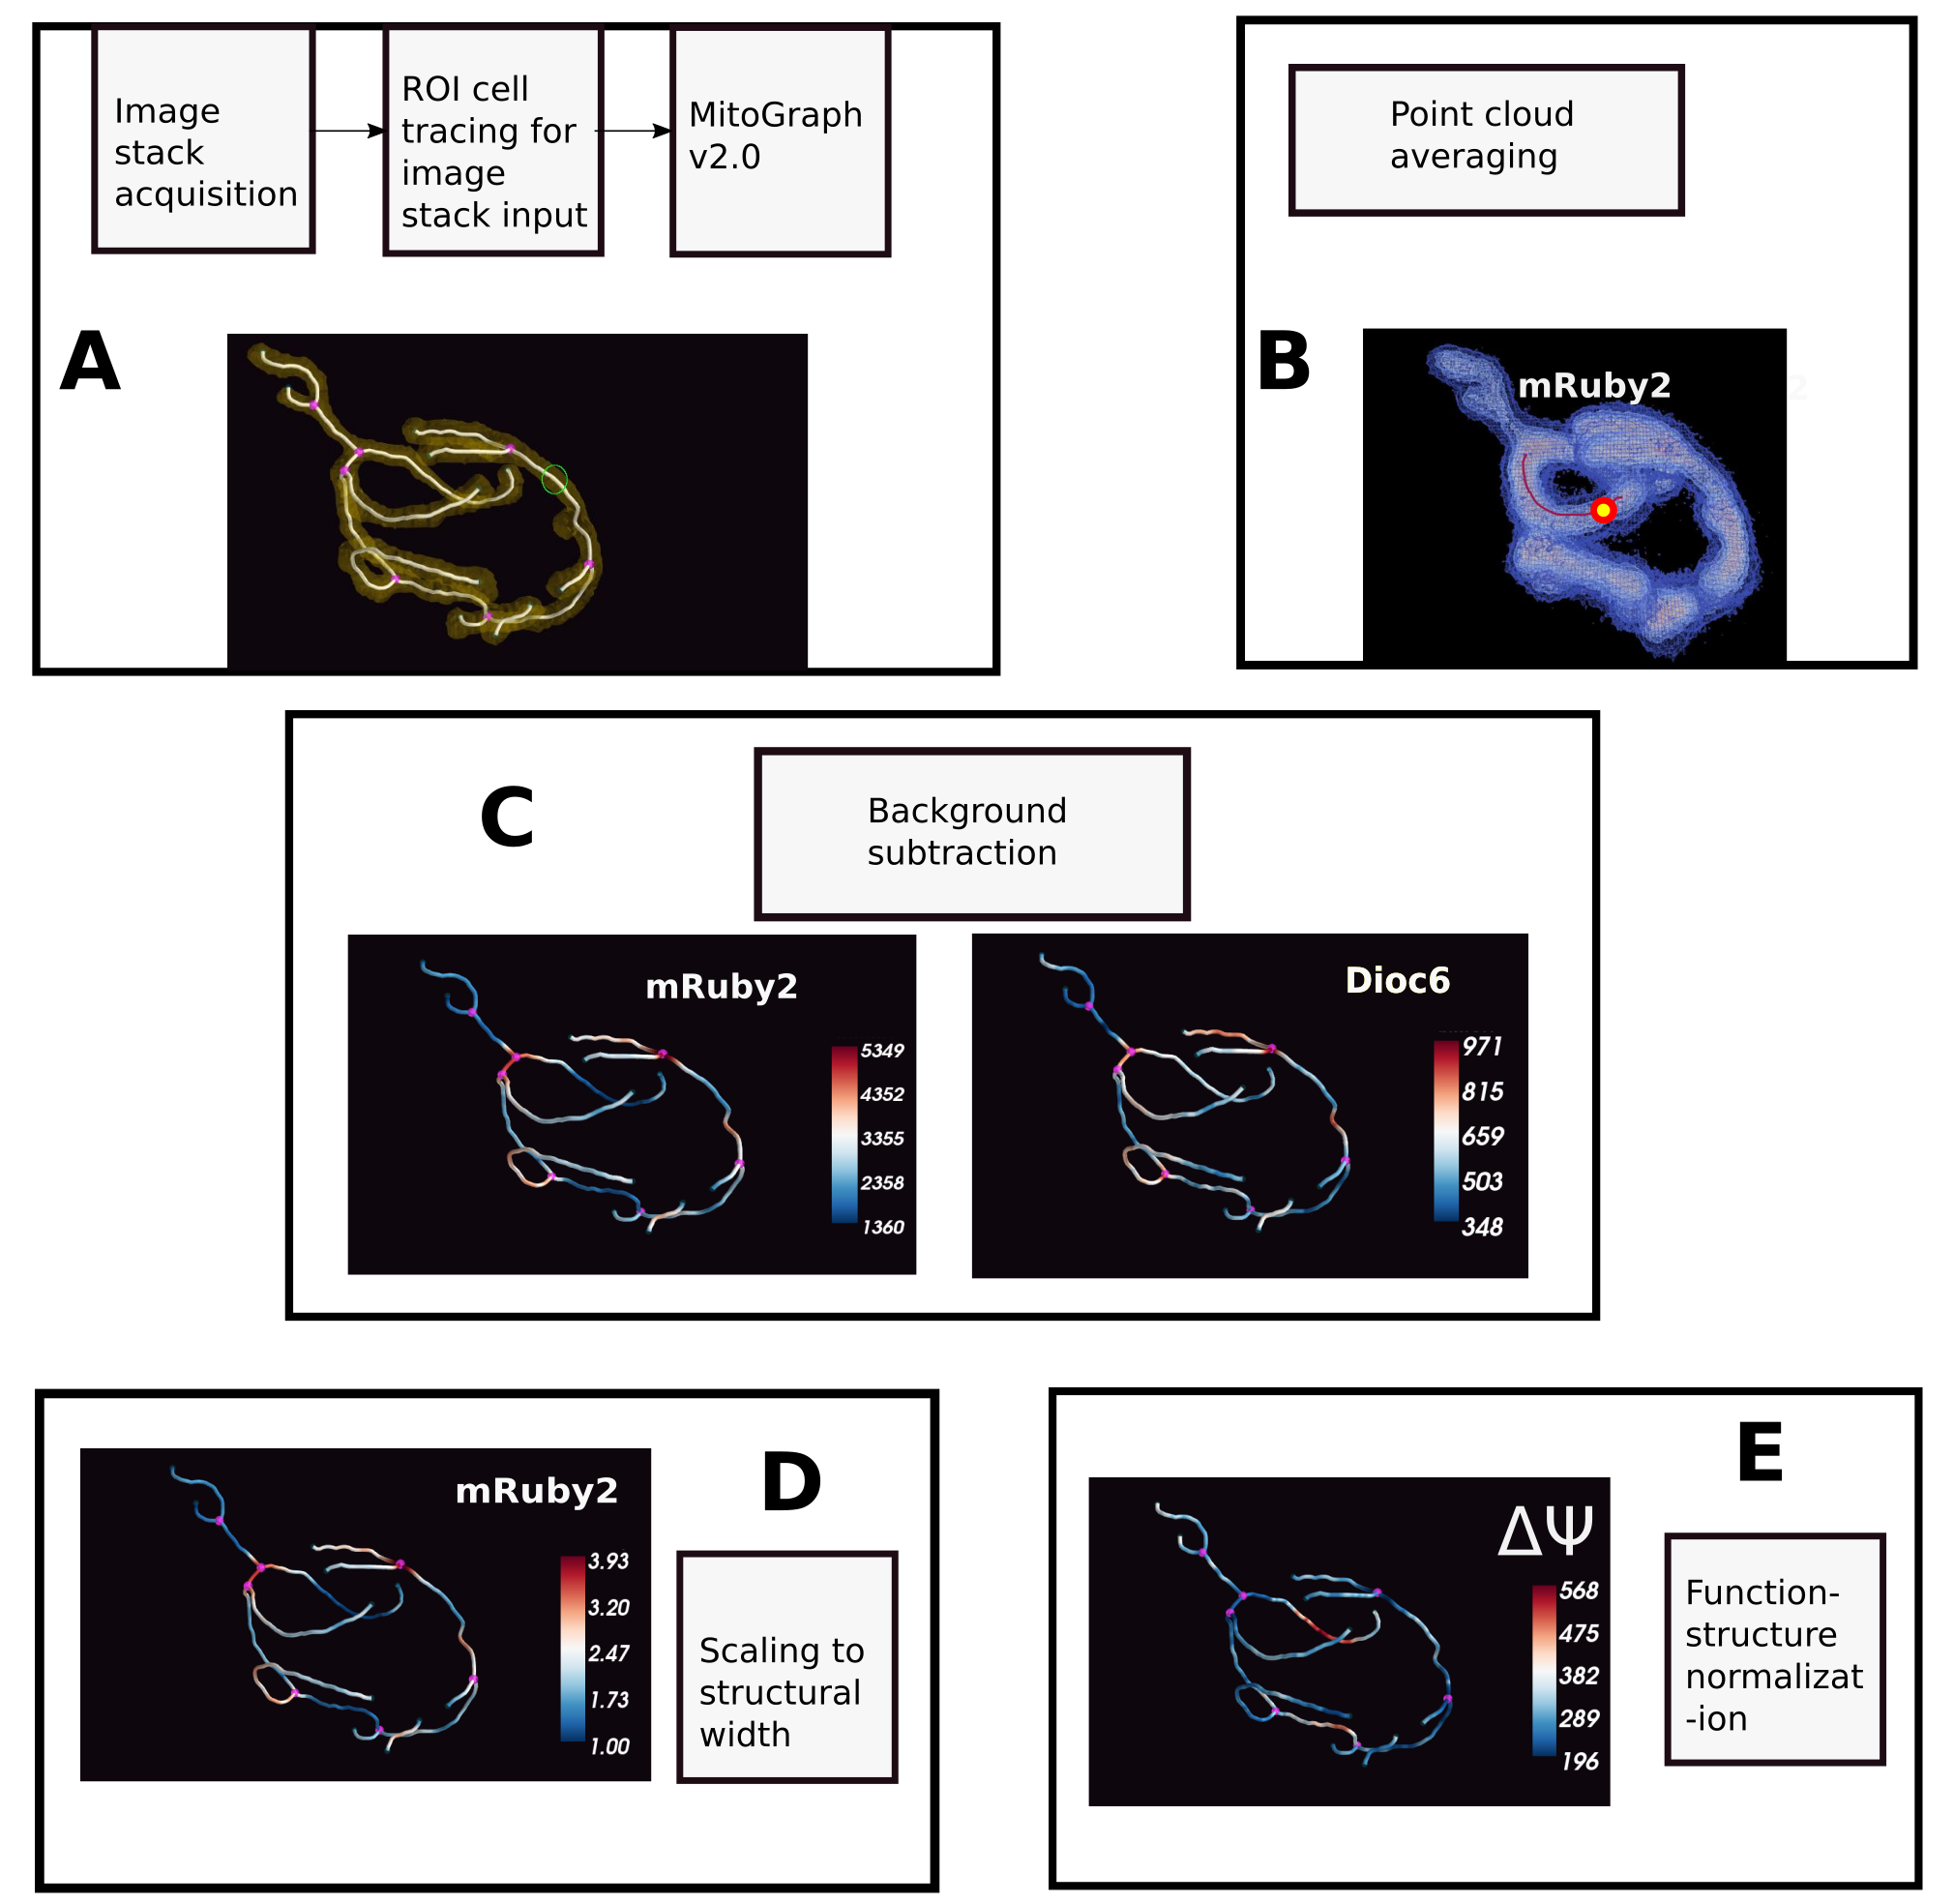 Image
stack
acquisition
ROI cell
tracing for
image
stack input
MitoGraph
v2.0
A
Point cloud
averaging
B
mRuby2
C
Background
subtraction
mRuby2
5349
4352
3355
2358
1360
Dioc6
971
815
659
503
348
mRuby2
3.93
3.20
2.47
1.73
1.00
D
Scaling to
structural
width
E
ΔΨ
568
475
382
289
196
Function-
structure
normalizat
-ion